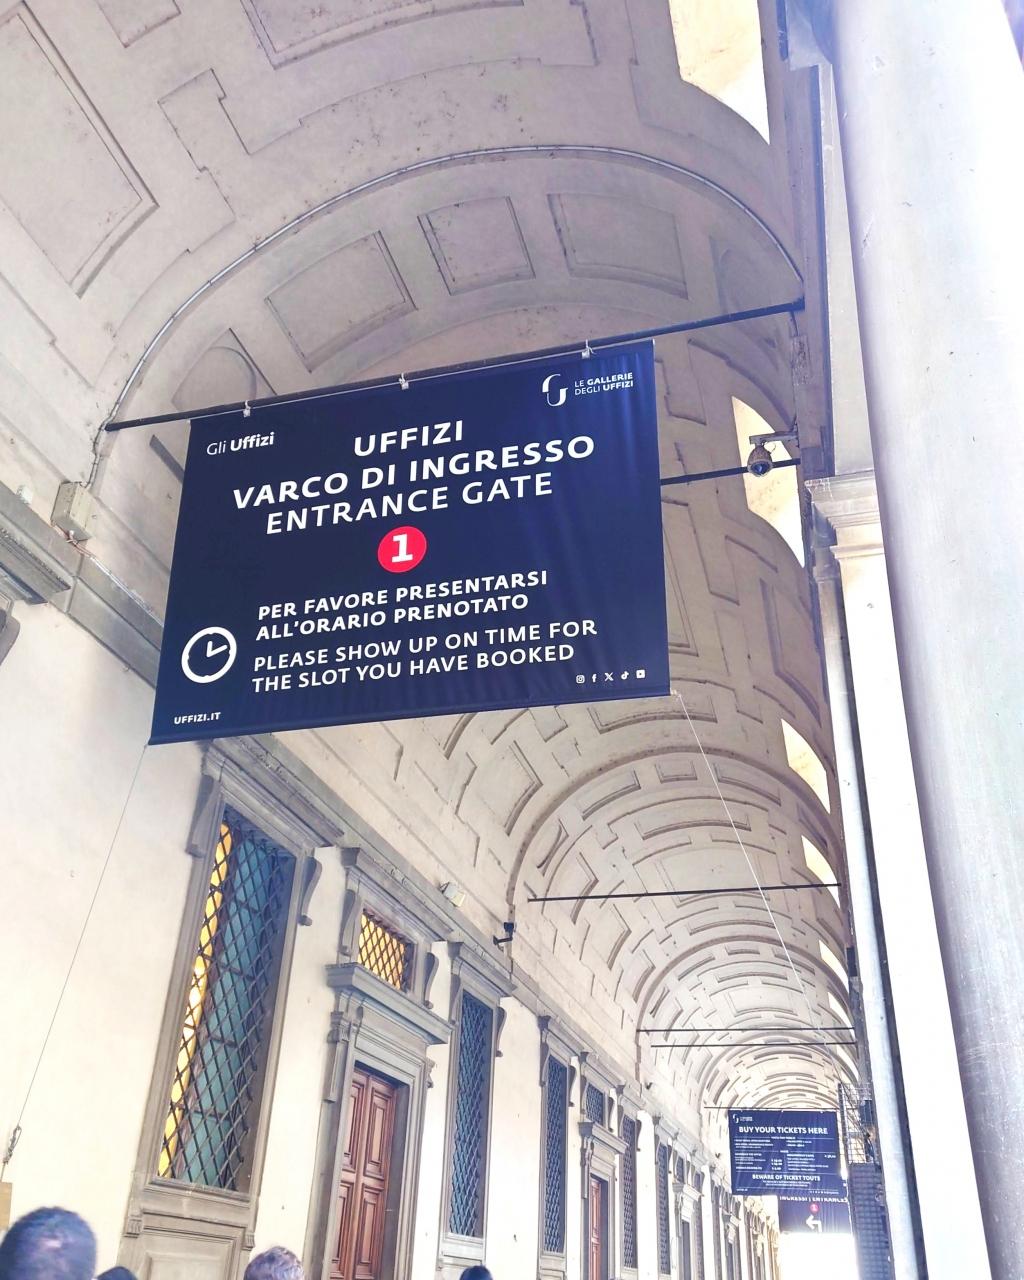 Gli Uffizi
LE GALLERIE
DEGLI UFFIZI
UFFIZI
VARCO DI INGRESSO
ENTRANCE GATE
1
PER FAVORE PRESENTARSI
ALL'ORARIO PRENOTATO
PLEASE SHOW UP ON TIME FOR
THE SLOT YOU HAVE BOOKED
UFFIZI.IT
BUY YOUR TICKETS HERE
BEWARE OF TICKET TOUTS